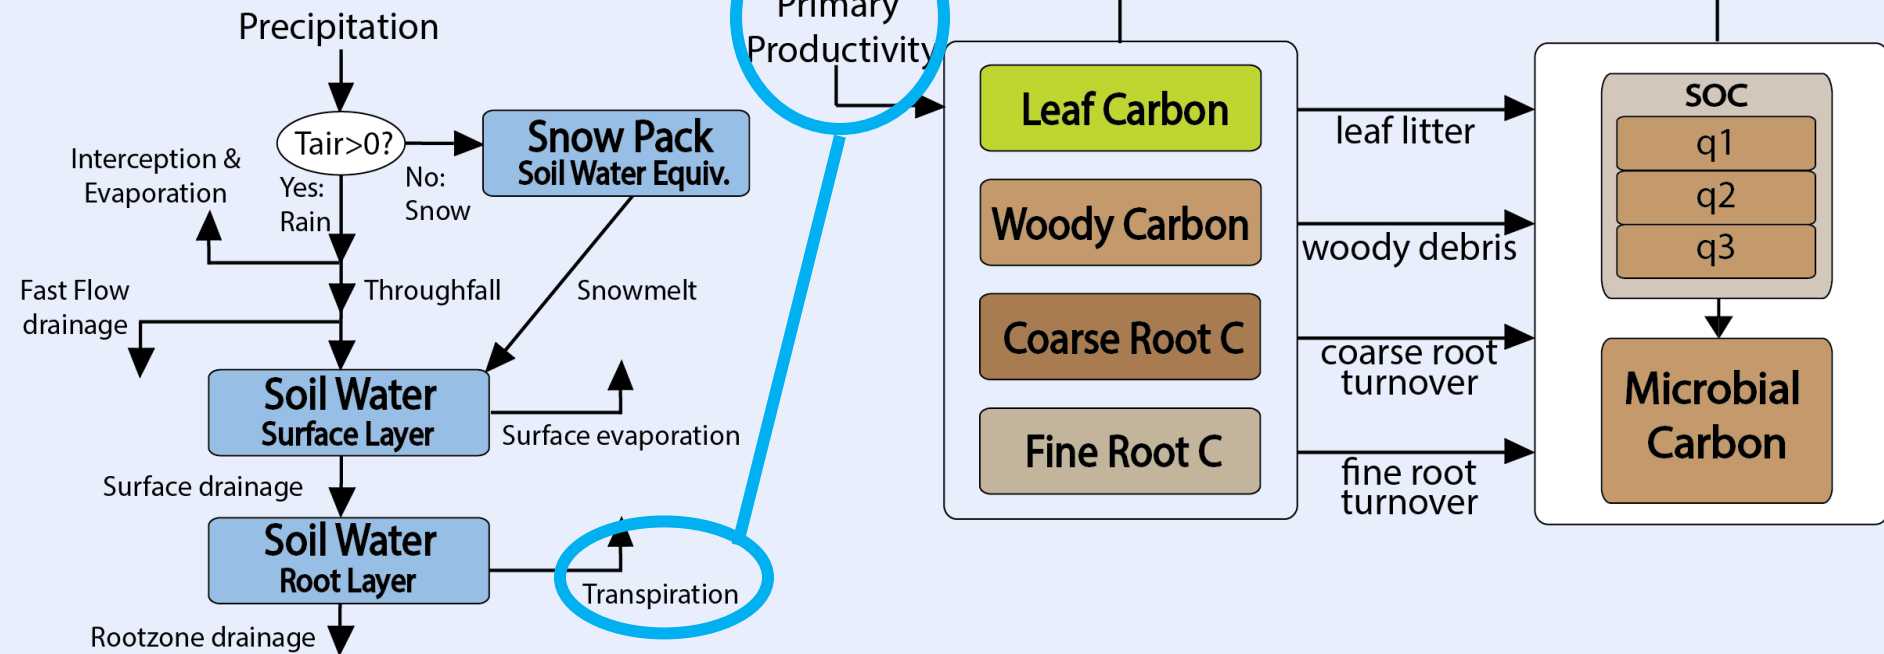 Precipitation
Tair>0?
Snow Pack
Soil Water Equiv.
Interception &
Evaporation
Yes:
Rain
No:
Snow
Fast Flow
drainage
Throughfall
Snowmelt
Soil Water
Surface Layer
Surface evaporation
Surface drainage
Soil Water
Root Layer
Transpiration
Rootzone drainage
Primary
Productivity
Leaf Carbon
Woody Carbon
Coarse Root C
Fine Root C
leaf litter
woody debris
coarse root
turnover
fine root
turnover
SOC
q1
q2
q3
Microbial
Carbon